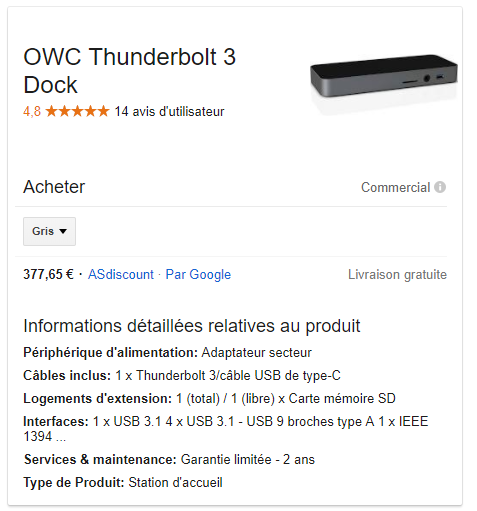 OWC Thunderbolt 3
Dock
4,8 ★★★★★ 14 avis d'utilisateur
Acheter
Commercial
Gris
377,65 € · ASdiscount · Par Google
Livraison gratuite
Informations détaillées relatives au produit
Périphérique d'alimentation: Adaptateur secteur
Câbles inclus: 1 x Thunderbolt 3/câble USB de type-C
Logements d'extension: 1 (total) / 1 (libre) x Carte mémoire SD
Interfaces: 1 x USB 3.1 4 x USB 3.1 - USB 9 broches type A 1 x IEEE
1394 ...
Services & maintenance: Garantie limitée - 2 ans
Type de Produit: Station d'accueil